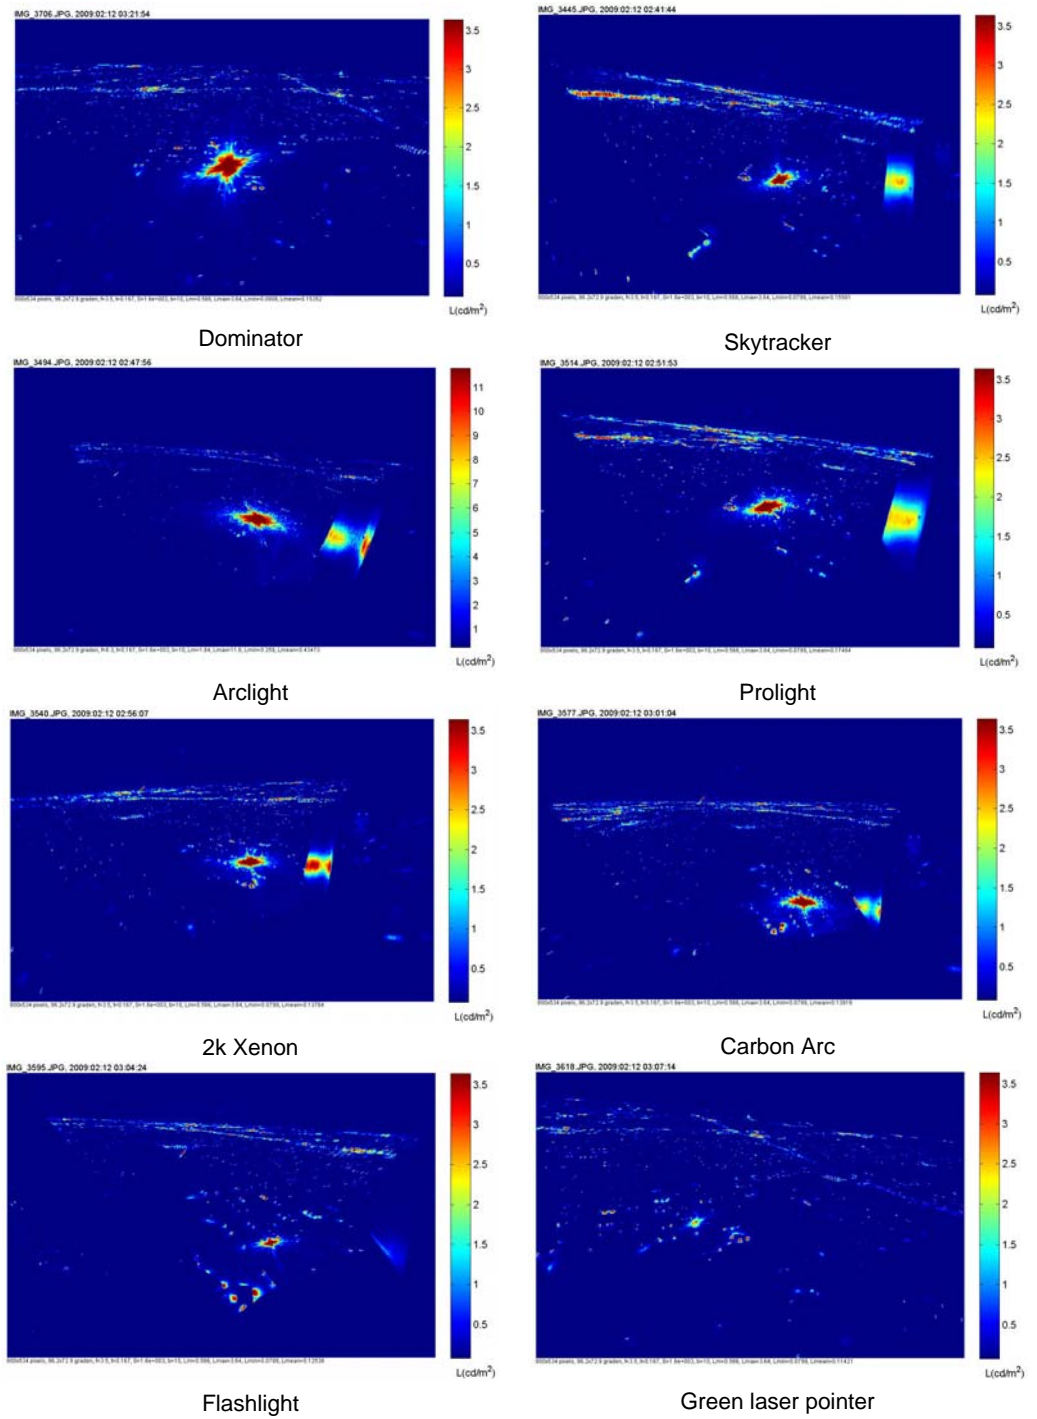 IMG_3706.JPG, 2009:02:12 03:21:54
3.5
3
2.5
2
1.5
1
0.5
L(cd/m²)
Dominator
IMG_3445.JPG, 2009:02:12 02:41:44
3.5
3
2.5
2
1.5
1
0.5
L(cd/m²)
Skytracker
IMG_3494.JPG, 2009:02:12 02:47:56
11
10
9
8
7
6
5
4
3
2
1
L(cd/m²)
Arclight
IMG_3514.JPG, 2009:02:12 02:51:53
3.5
3
2.5
2
1.5
1
0.5
L(cd/m²)
Prolight
IMG_3540.JPG, 2009:02:12 02:56:07
3.5
3
2.5
2
1.5
1
0.5
L(cd/m²)
2k Xenon
IMG_3577.JPG, 2009:02:12 03:01:04
3.5
3
2.5
2
1.5
1
0.5
L(cd/m²)
Carbon Arc
IMG_3595.JPG, 2009:02:12 03:04:24
3.5
3
2.5
2
1.5
1
0.5
L(cd/m²)
Flashlight
IMG_3618.JPG, 2009:02:12 03:07:14
3.5
3
2.5
2
1.5
1
0.5
L(cd/m²)
Green laser pointer